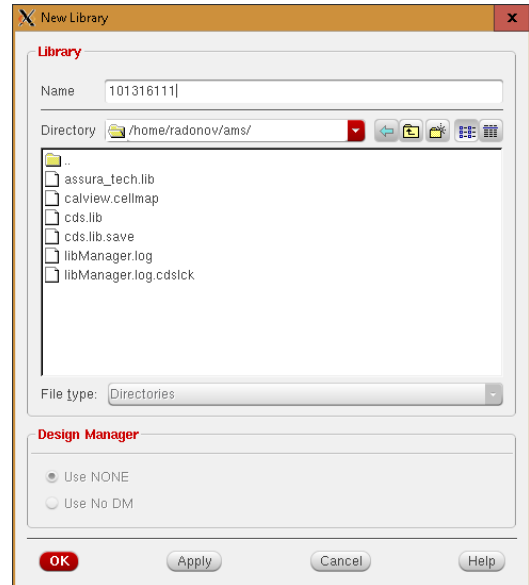 New Library
Library
Name 101316111
Directory /home/radonov/ams/
..
assura_tech.lib
calview.cellmap
cds.lib
cds.lib.save
libManager.log
libManager.log.cdslck
File type: Directories
Design Manager
Use NONE
Use No DM
OK Apply Cancel Help